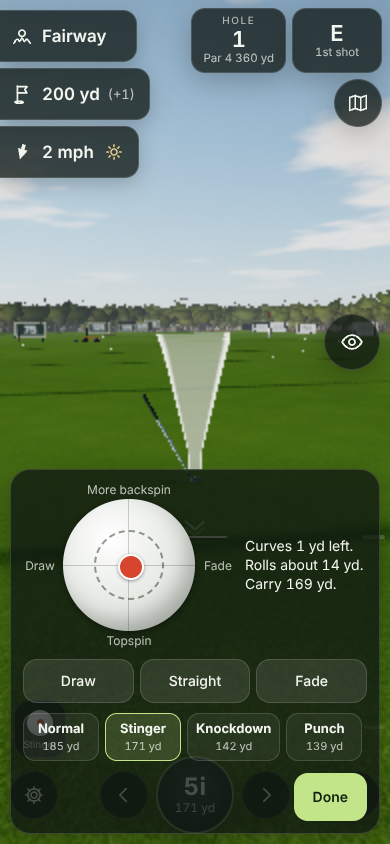 Fairway
HOLE
1
Par 4 360 yd
E
1st shot
200 yd (+1)
2 mph
75
More backspin
Draw
Fade
Topspin
Curves 1 yd left.
Rolls about 14 yd.
Carry 169 yd.
Draw
Straight
Fade
Normal
185 yd
Stinger
171 yd
Knockdown
142 yd
Punch
139 yd
5i
171 yd
Done